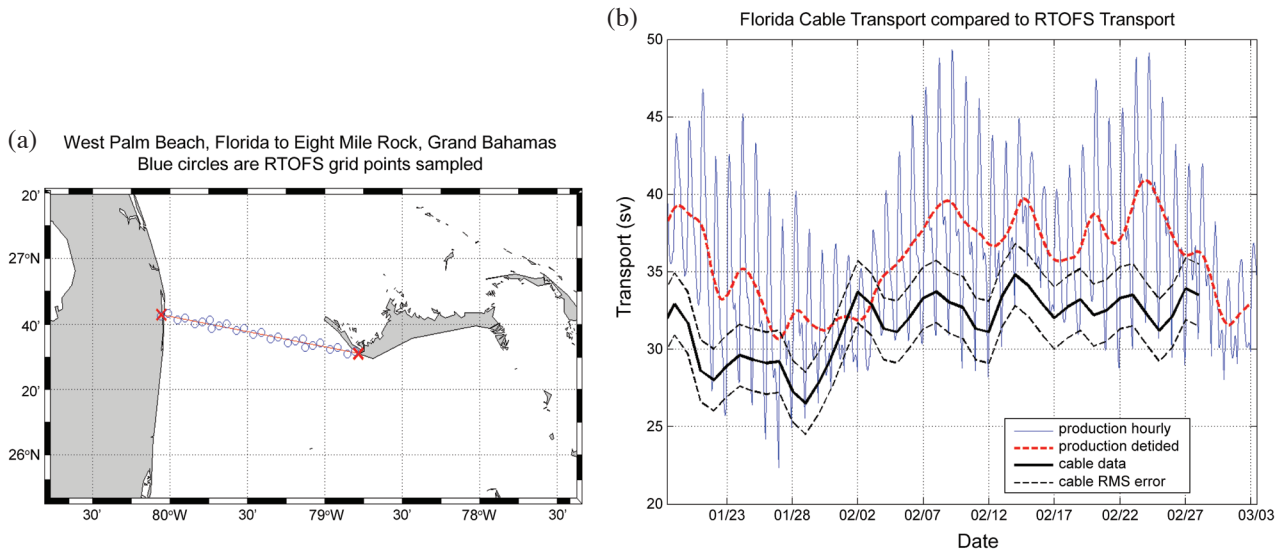 (a)
West Palm Beach, Florida to Eight Mile Rock, Grand Bahamas
Blue circles are RTOFS grid points sampled
20'
27°N
40'
20'
26°N
30'
80°W
30'
79°W
30'
78°W
30'
(b)
Florida Cable Transport compared to RTOFS Transport
Transport (sv)
50
45
40
35
30
25
20
production hourly
production detided
cable data
cable RMS error
01/23
01/28
02/02
02/07
02/12
02/17
02/22
02/27
03/03
Date